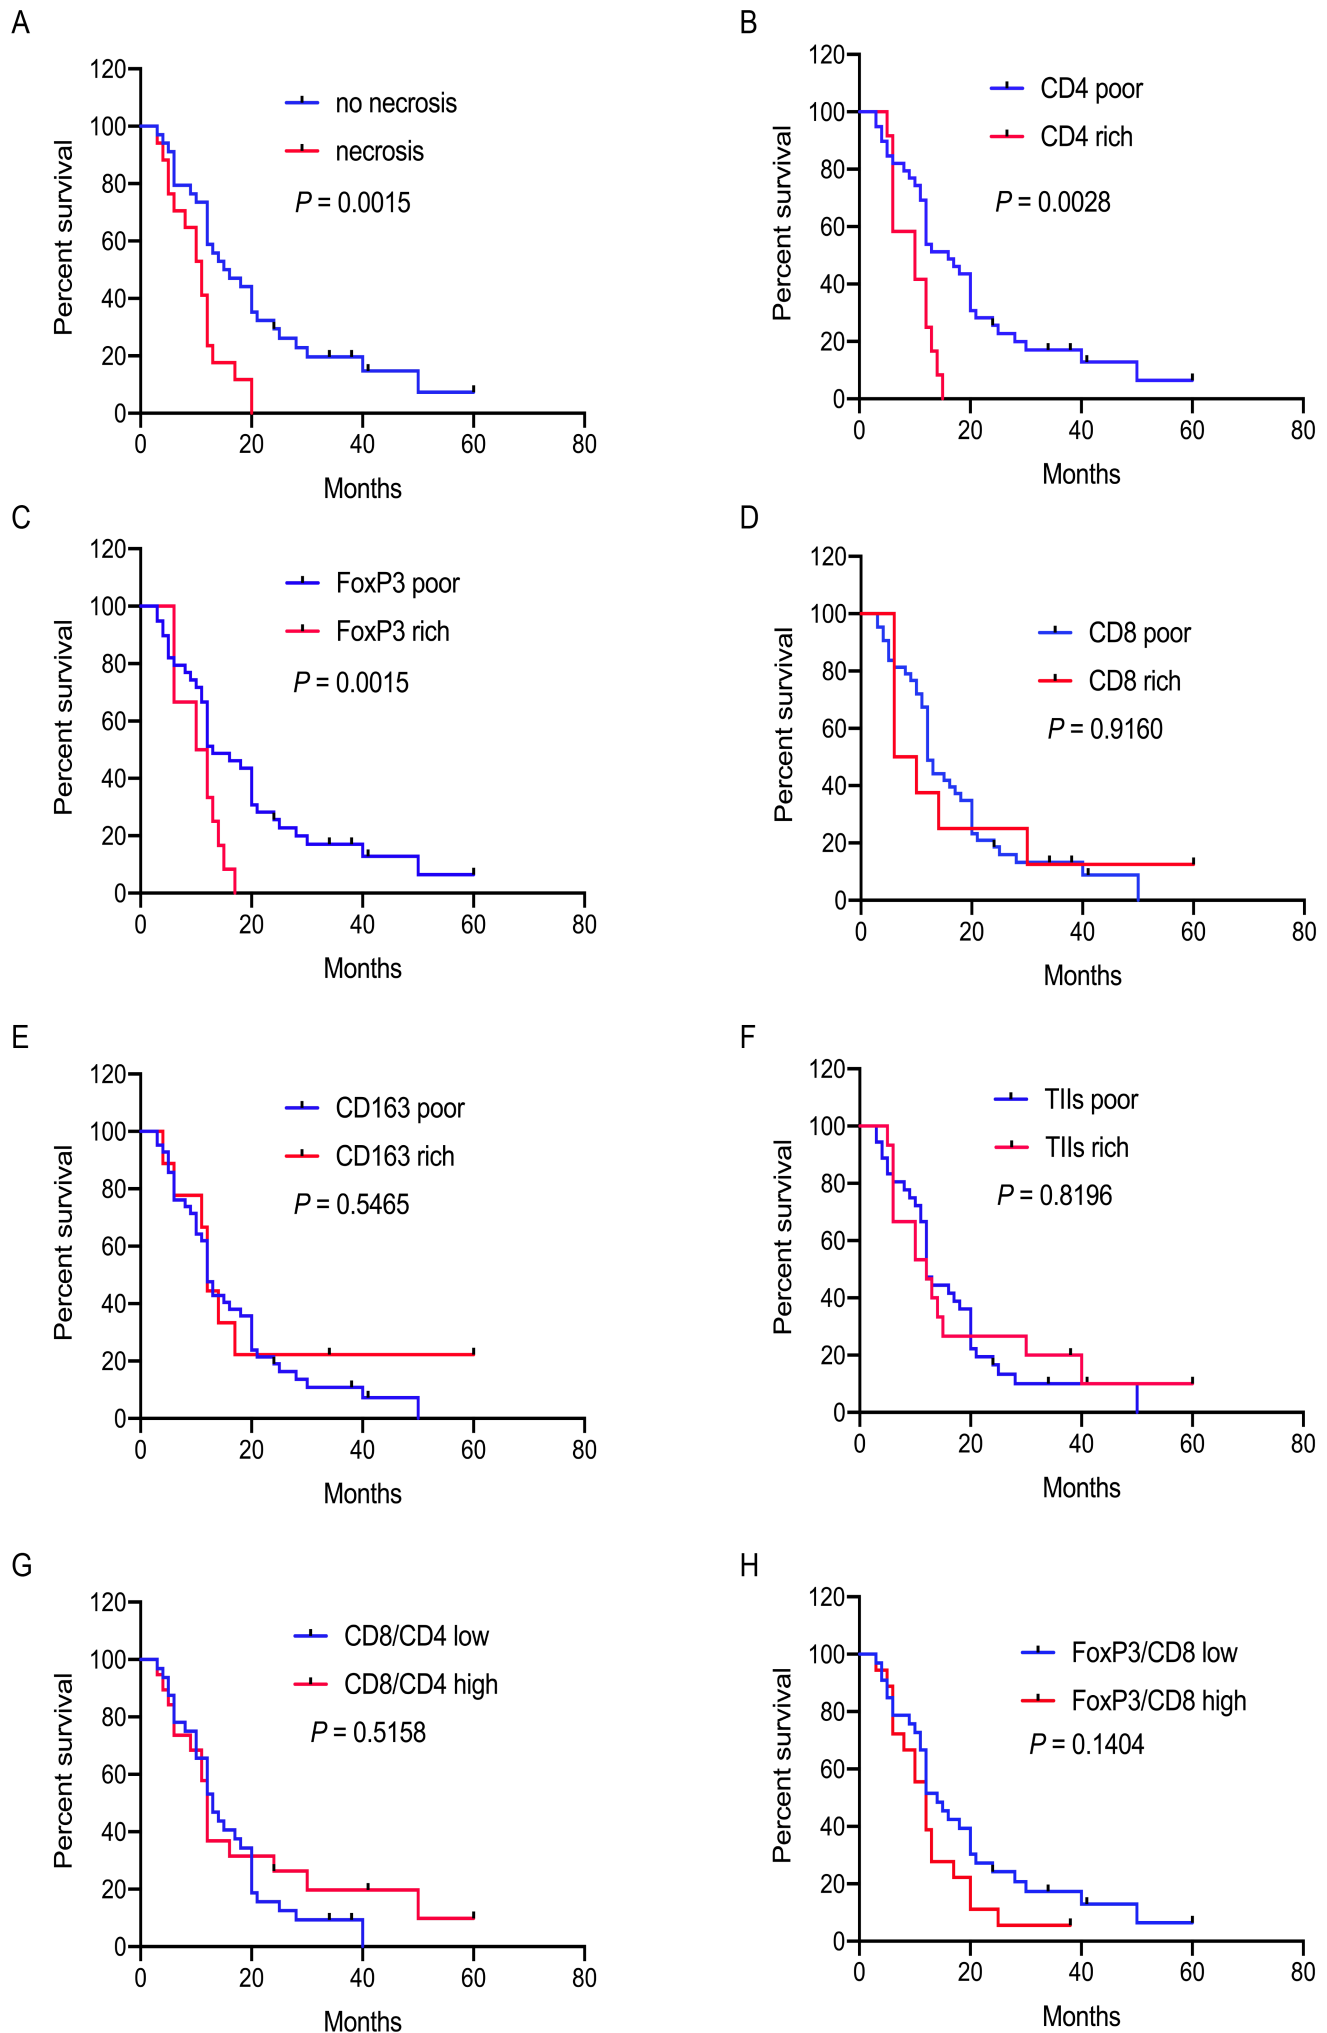 A
120
100
80
60
40
20
0
Percent survival
no necrosis
necrosis
P = 0.0015
0 20 40 60 80
Months
B
120
100
80
60
40
20
0
Percent survival
CD4 poor
CD4 rich
P = 0.0028
0 20 40 60 80
Months
C
120
100
80
60
40
20
0
Percent survival
FoxP3 poor
FoxP3 rich
P = 0.0015
0 20 40 60 80
Months
D
120
100
80
60
40
20
0
Percent survival
CD8 poor
CD8 rich
P = 0.9160
0 20 40 60 80
Months
E
120
100
80
60
40
20
0
Percent survival
CD163 poor
CD163 rich
P = 0.5465
0 20 40 60 80
Months
F
120
100
80
60
40
20
0
Percent survival
TIIs poor
TIIs rich
P = 0.8196
0 20 40 60 80
Months
G
120
100
80
60
40
20
0
Percent survival
CD8/CD4 low
CD8/CD4 high
P = 0.5158
0 20 40 60 80
Months
H
120
100
80
60
40
20
0
Percent survival
FoxP3/CD8 low
FoxP3/CD8 high
P = 0.1404
0 20 40 60 80
Months